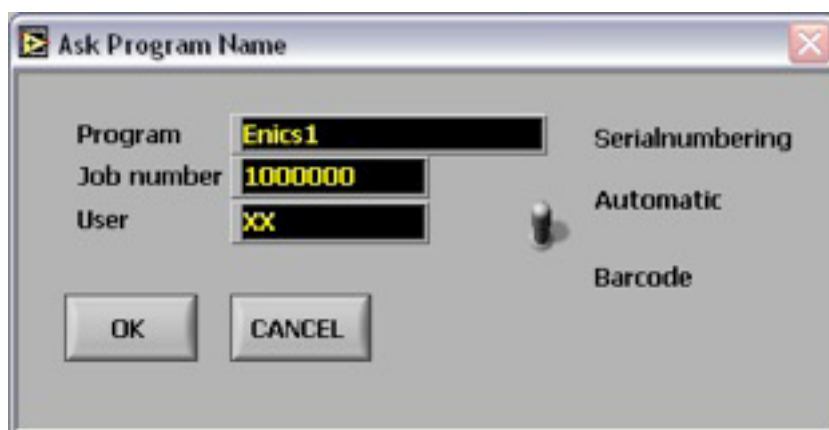 Ask Program Name
Program Enics1 Serialnumbering
Job number 1000000
User XX Automatic
Barcode
OK CANCEL